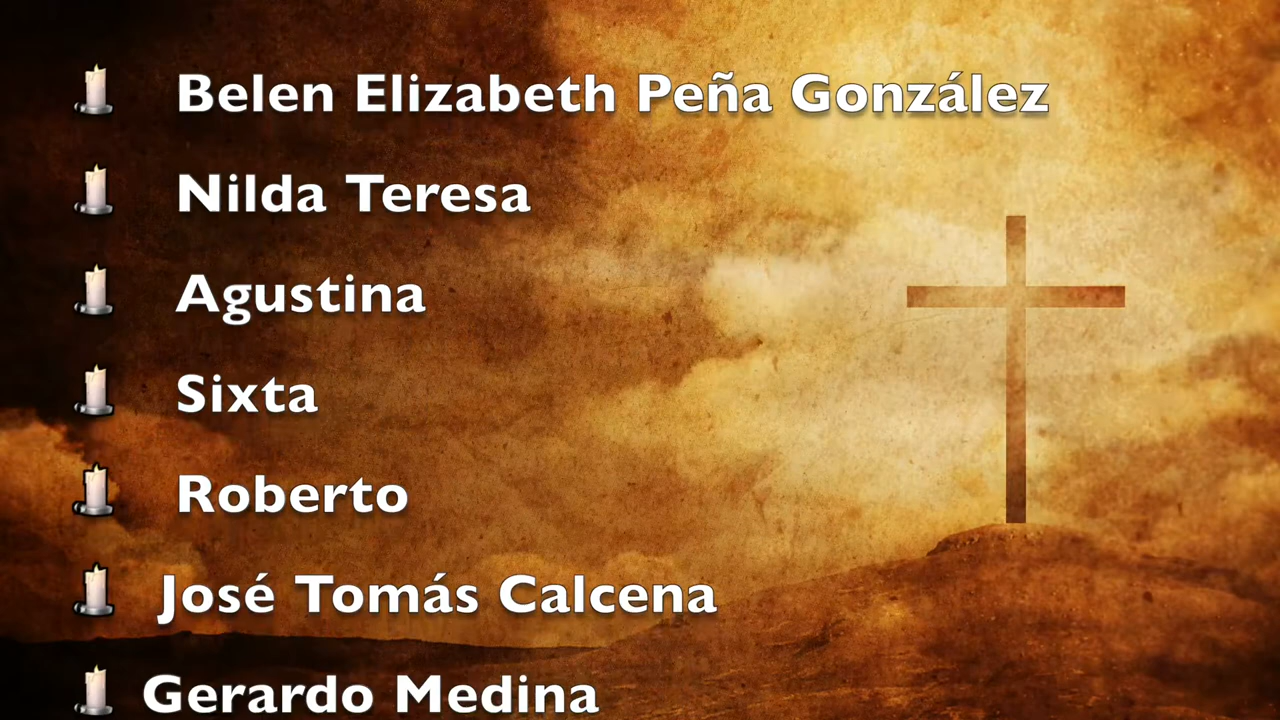 Belen Elizabeth Peña González
Nilda Teresa
Agustina
Sixta
Roberto
José Tomás Calcena
Gerardo Medina